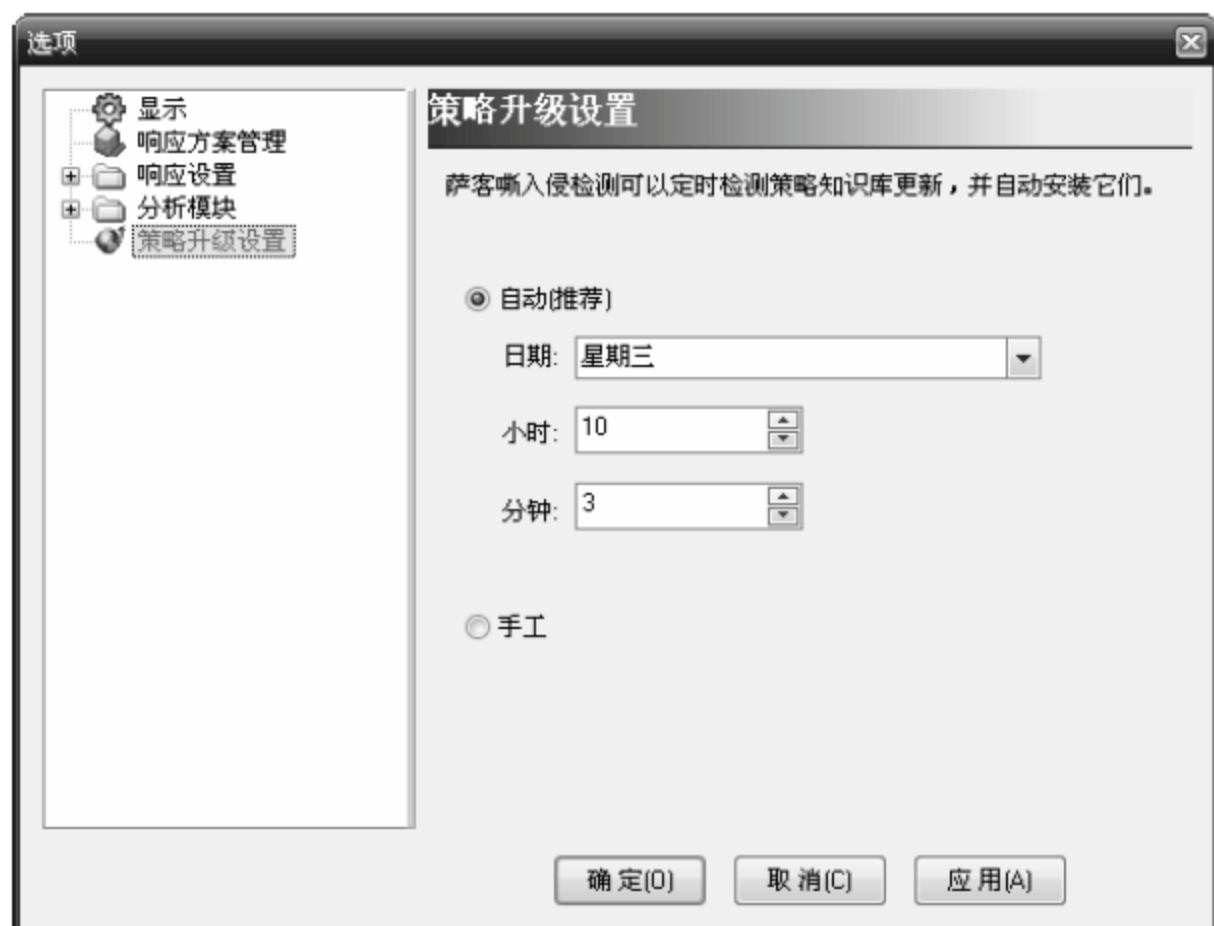 选项
显示
响应方案管理
响应设置
分析模块
策略升级设置
策略升级设置
萨客嘶入侵检测可以定时检测策略知识库更新，并自动安装它们。
自动(推荐)
日期: 星期三
小时: 10
分钟: 3
手工
确定(O) 取消(C) 应用(A)